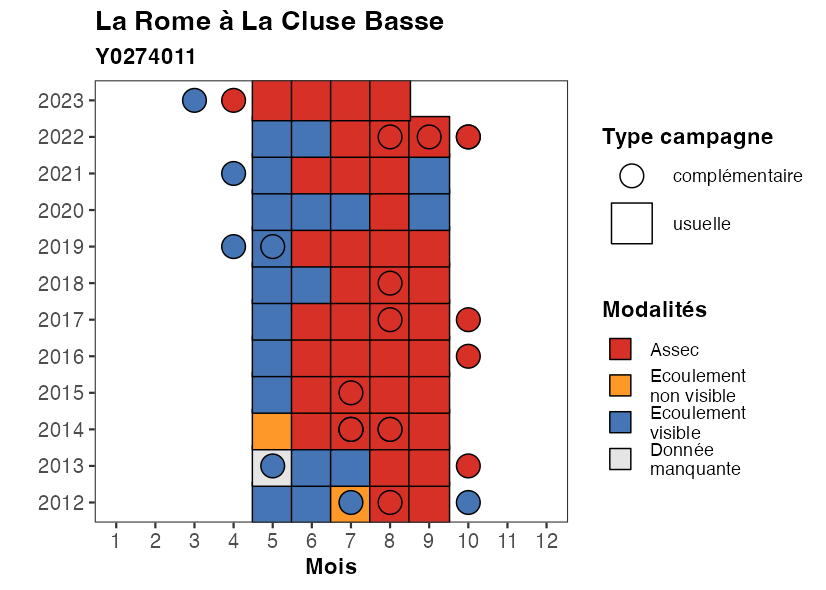 La Rome à La Cluse Basse
Y0274011
2023
2022
2021
2020
2019
2018
2017
2016
2015
2014
2013
2012
1 2 3 4 5 6 7 8 9 10 11 12
Mois
Type campagne
complémentaire
usuelle
Modalités
Assec
Ecoulement
non visible
Ecoulement
visible
Donnée
manquante